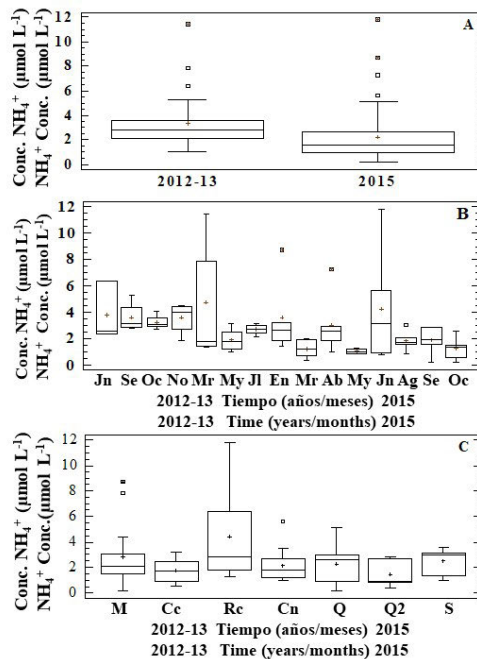 A
12
10
8
6
4
2
0
Conc. NH₄⁺ (µmol L⁻¹)
NH₄⁺ Conc. (µmol L⁻¹)
2012-13 2015
B
12
10
8
6
4
2
0
Conc. NH₄⁺ (µmol L⁻¹)
NH₄⁺ Conc. (µmol L⁻¹)
Jn Se Oc No Mr My Jl En Mr Ab My Jn Ag Se Oc
2012-13 Tiempo (años/meses) 2015
2012-13 Time (years/months) 2015
C
12
10
8
6
4
2
0
Conc. NH₄⁺ (µmol L⁻¹)
NH₄⁺ Conc.(µmol L⁻¹)
M Cc Rc Cn Q Q2 S
2012-13 Tiempo (años/meses) 2015
2012-13 Time (years/months) 2015